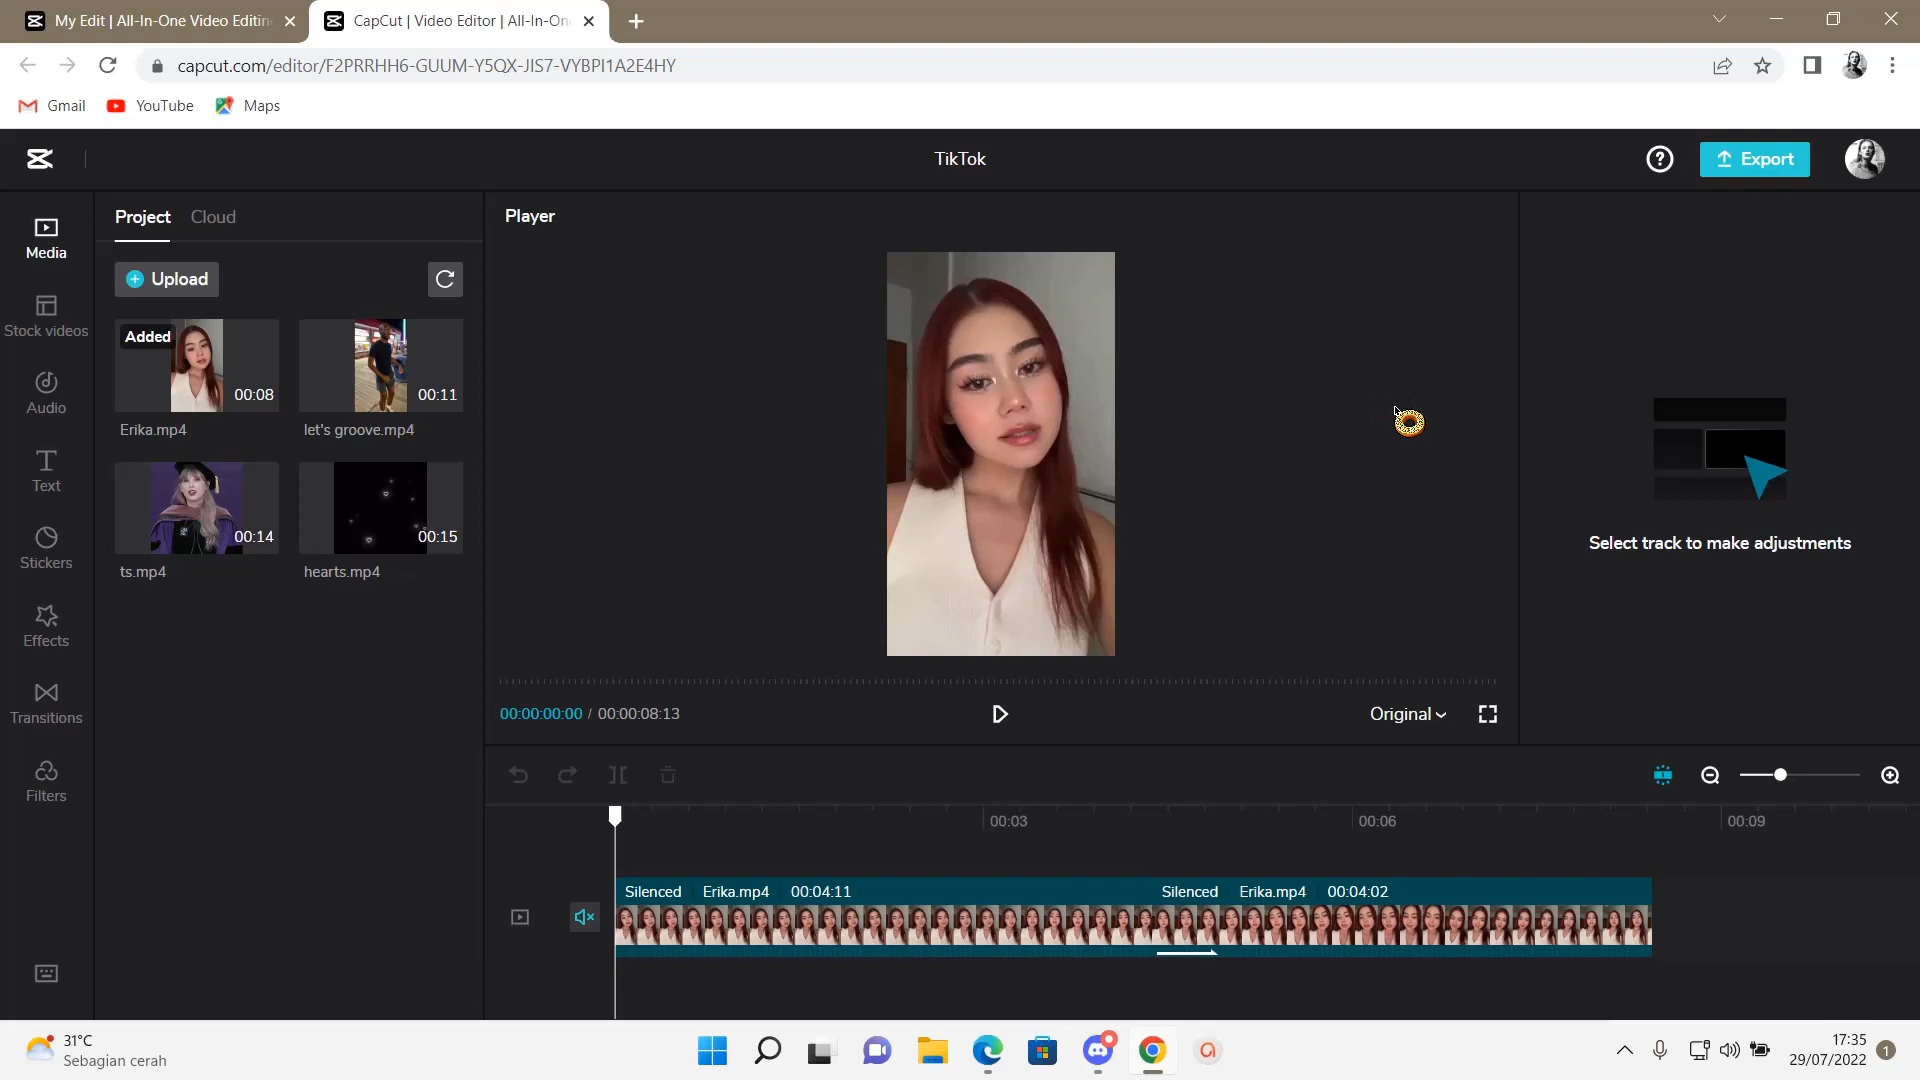 My Edit | All-In-One Video Editin
CapCut | Video Editor | All-In-On
capcut.com/editor/F2PRRHH6-GUUM-Y5QX-JIS7-VYBPI1A2E4HY
Gmail
YouTube
Maps
TikTok
Export
Media
Stock videos
Audio
Text
Stickers
Effects
Transitions
Filters
Project
Cloud
Upload
Added
00:08
00:11
Erika.mp4
let's groove.mp4
00:14
00:15
ts.mp4
hearts.mp4
Player
00:00:00:00 / 00:00:08:13
Original
Select track to make adjustments
00:03
00:06
00:09
Silenced Erika.mp4 00:04:11
Silenced Erika.mp4 00:04:02
31°C
Sebagian cerah
17:35
29/07/2022
1